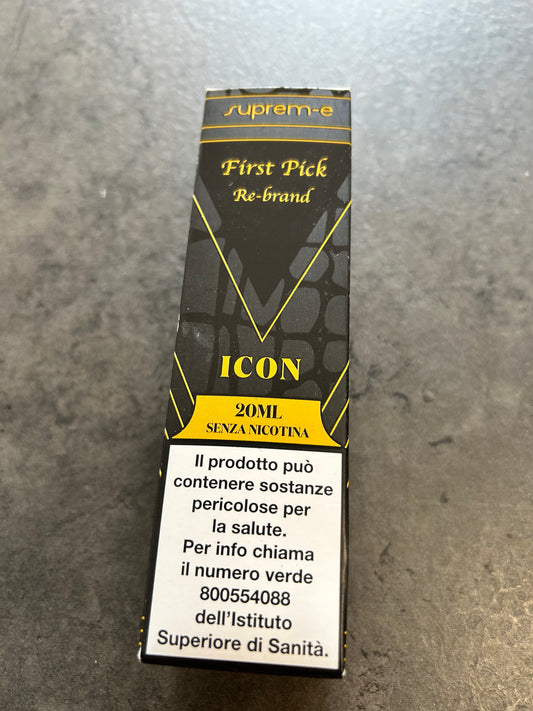 suprem-e
First Pick
Re-brand
ICON
20ML
SENZA NICOTINA
Il prodotto può
contenere sostanze
pericolose per
la salute.
Per info chiama
il numero verde
800554088
dell'Istituto
Superiore di Sanità.